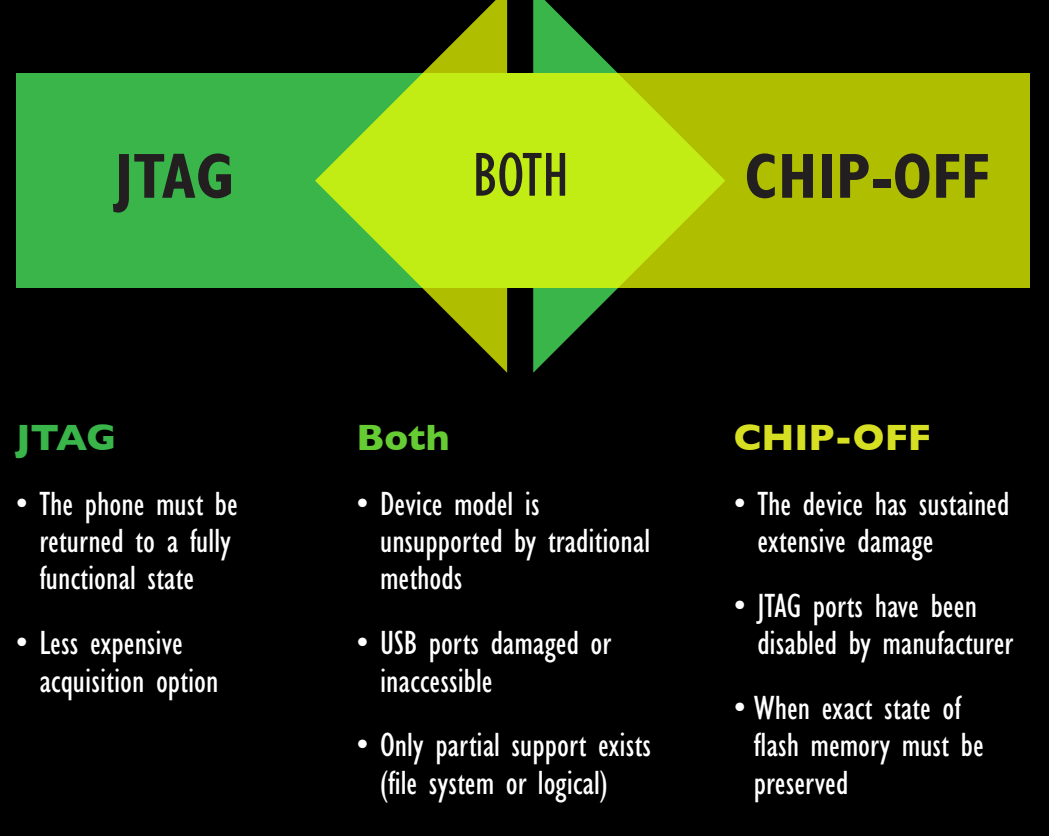 JTAG
BOTH
CHIP-OFF
JTAG
• The phone must be
returned to a fully
functional state
• Less expensive
acquisition option
Both
• Device model is
unsupported by traditional
methods
• USB ports damaged or
inaccessible
• Only partial support exists
(file system or logical)
CHIP-OFF
• The device has sustained
extensive damage
• JTAG ports have been
disabled by manufacturer
• When exact state of
flash memory must be
preserved